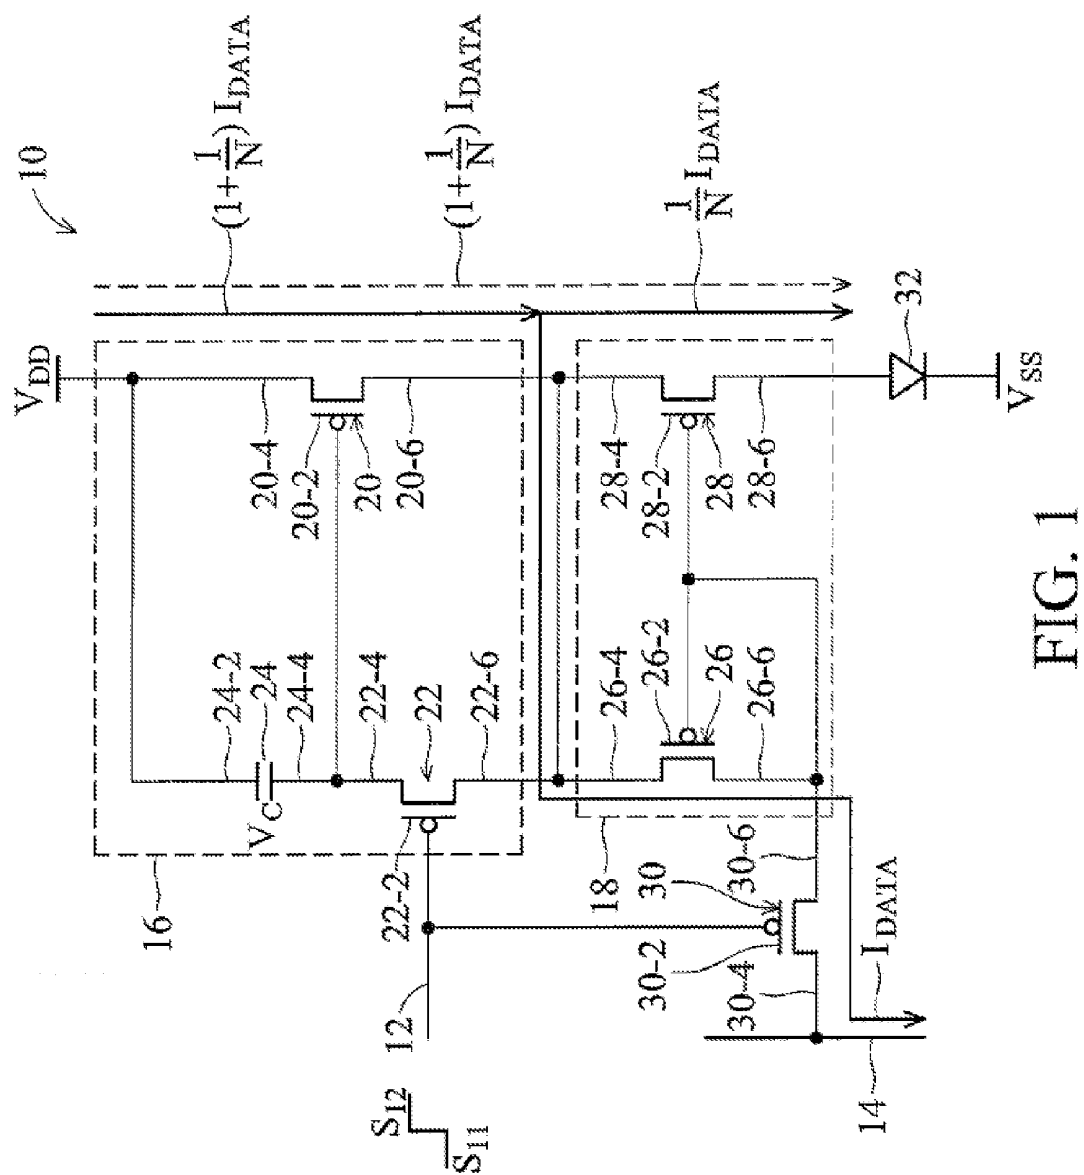 10
V_DD
V_SS
(1+1/N) I_DATA
(1+1/N) I_DATA
1/N I_DATA
32
16
24-2
24
V_C
24-4
22-4
22
22-2
22-6
20-4
20-2
20
20-6
18
26-4
26-2
26
26-6
28-4
28-2
28
28-6
30-6
30
30-2
30-4
12
S12
S11
I_DATA
14
FIG. 1